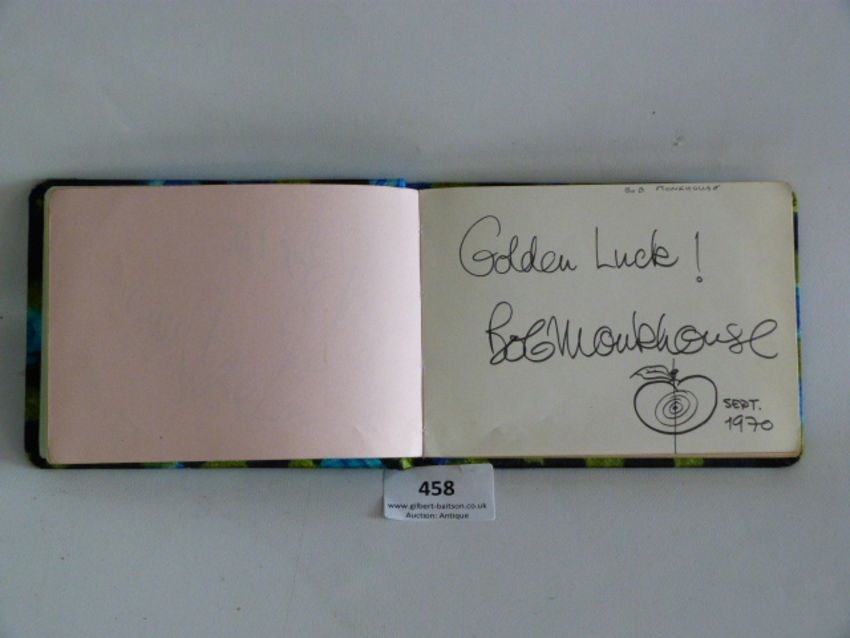 BOB MONKHOUSE
Golden Luck!
Bob Monkhouse
SEPT.
1970
458
www.gilbert-baitson.co.uk
Auction: Antique